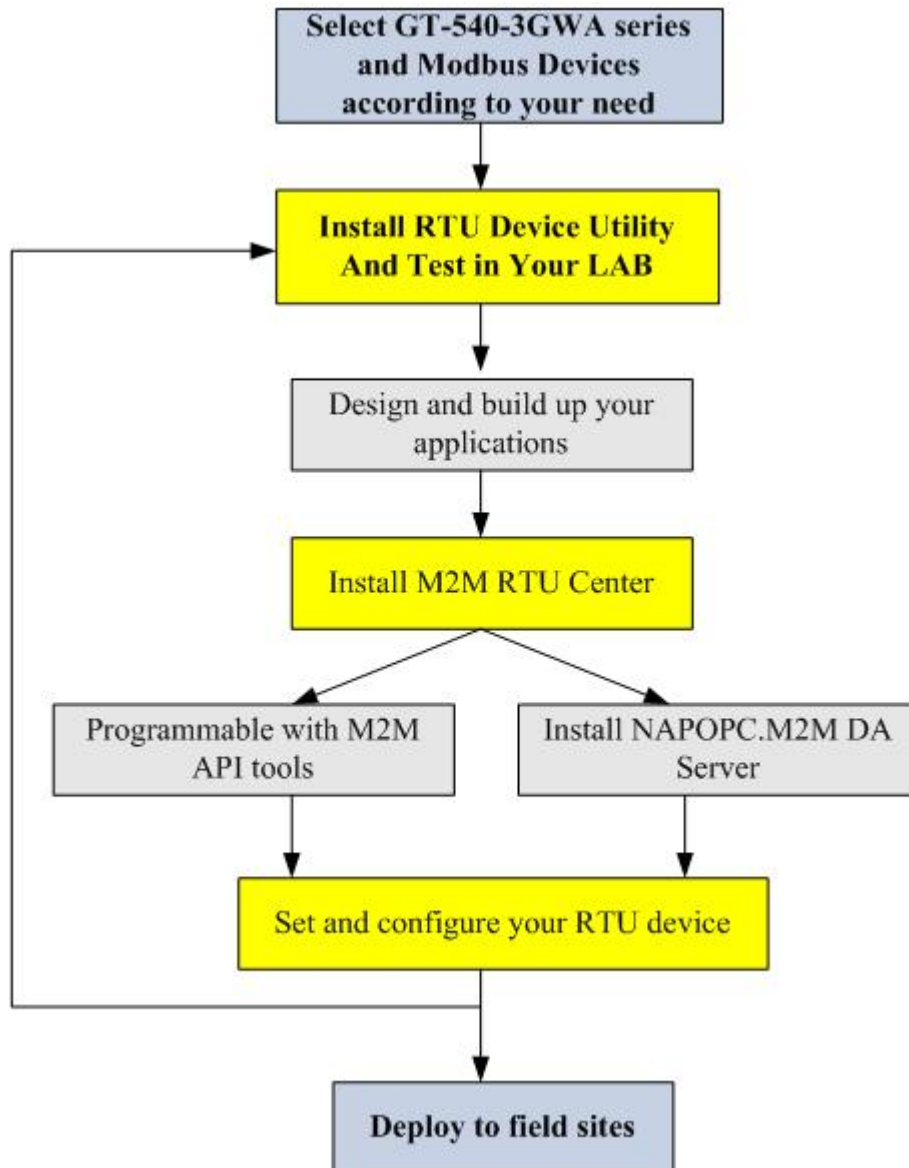 Select GT-540-3GWA series
and Modbus Devices
according to your need
Install RTU Device Utility
And Test in Your LAB
Design and build up your
applications
Install M2M RTU Center
Programmable with M2M
API tools
Install NAPOPC.M2M DA
Server
Set and configure your RTU device
Deploy to field sites